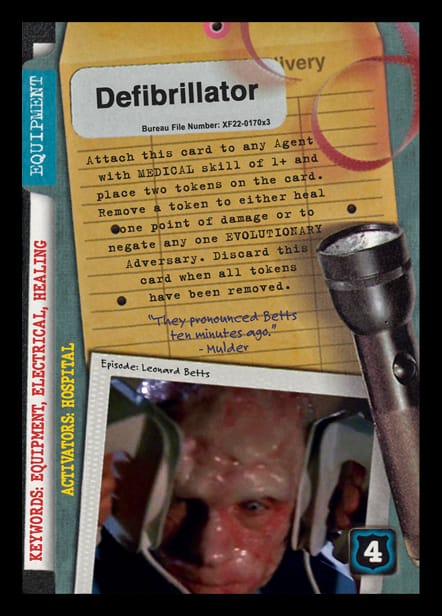 livery
Defibrillator
Bureau File Number: XF22-0170x3
EQUIPMENT
Attach this card to any Agent
with MEDICAL skill of 1+ and
place two tokens on the card.
Remove a token to either heal
one point of damage or to
negate any one EVOLUTIONARY
Adversary. Discard this
card when all tokens
have been removed.
"They pronounced Betts
ten minutes ago."
- Mulder
KEYWORDS: EQUIPMENT, ELECTRICAL, HEALING
ACTIVATORS: HOSPITAL
Episode: Leonard Betts
4